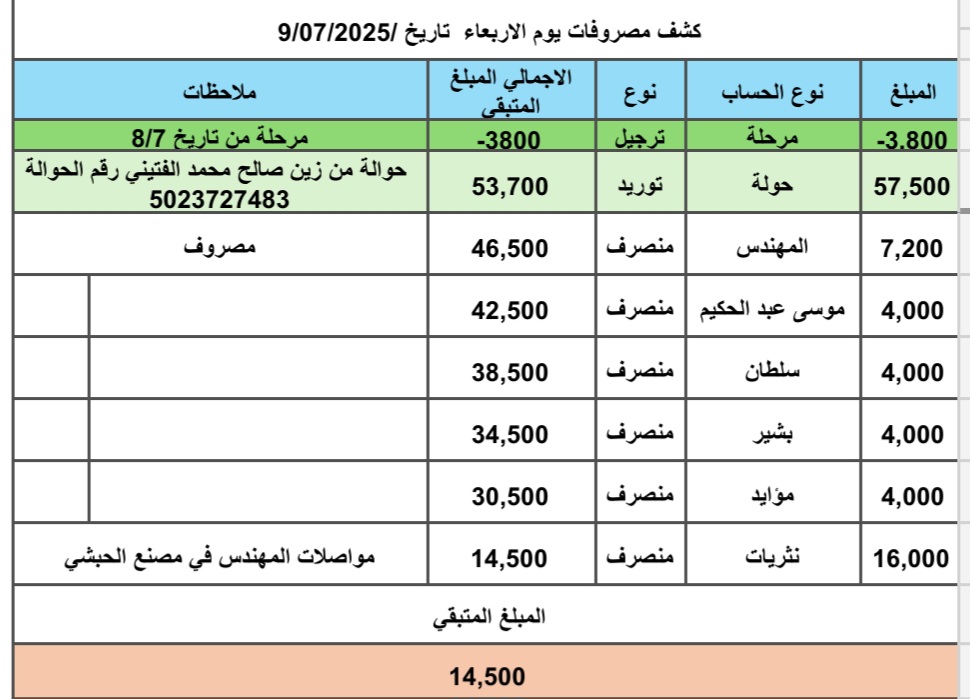 كشف مصروفات يوم الاربعاء تاريخ /9/07/2025
المبلغ نوع الحساب نوع الاجمالي المبلغ المتبقي ملاحظات
-3.800 مرحلة ترجيل -3800 مرحلة من تاريخ 8/7
57,500 حولة توريد 53,700 حوالة من زين صالح محمد الفتيني رقم الحوالة
5023727483
7,200 المهندس منصرف 46,500 مصروف
4,000 موسى عبد الحكيم منصرف 42,500
4,000 سلطان منصرف 38,500
4,000 بشير منصرف 34,500
4,000 مؤايد منصرف 30,500
16,000 نثريات منصرف 14,500 مواصلات المهندس في مصنع الحبشي
المبلغ المتبقي
14,500